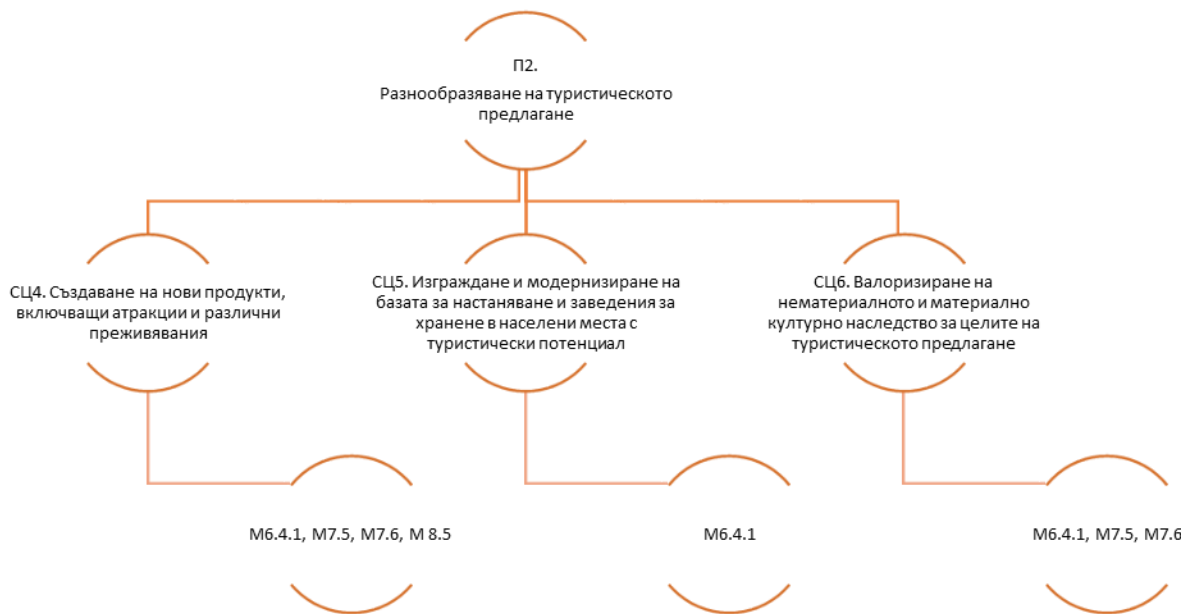 П2.
Разнообразяване на туристическото
предлагане
СЦ4. Създаване на нови продукти,
включващи атракции и различни
преживявания
СЦ5. Изграждане и модернизиране на
базата за настаняване и заведения за
хранене в населени места с
туристически потенциал
СЦ6. Валоризиране на
нематериалното и материално
културно наследство за целите на
туристическото предлагане
М6.4.1, М7.5, М7.6, М 8.5
М6.4.1
М6.4.1, М7.5, М7.6